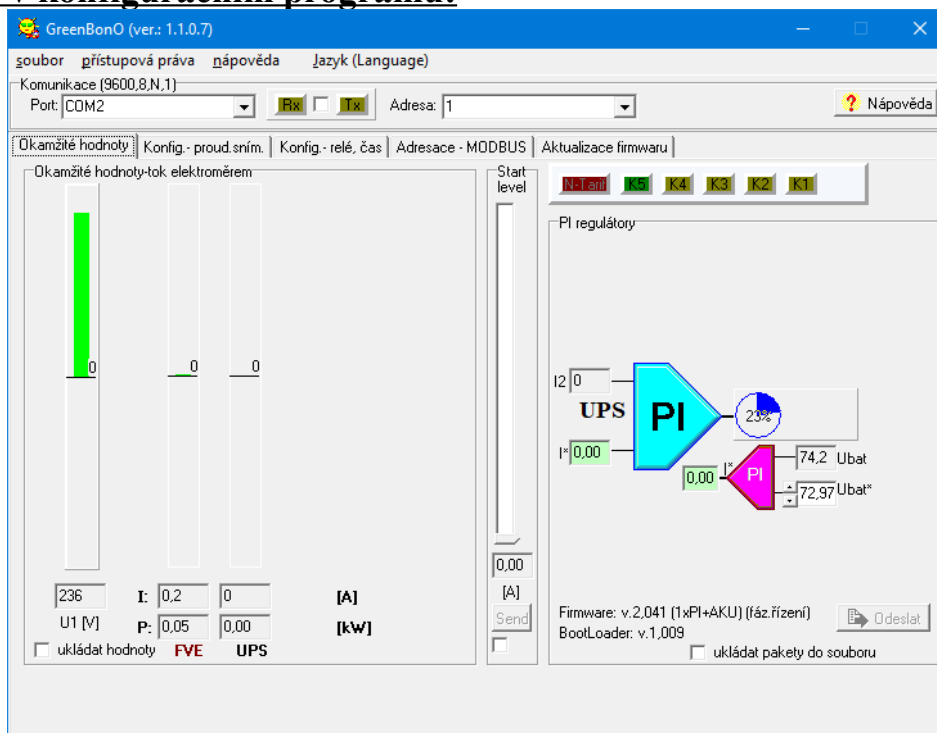 v konfiguračním programu:
GreenBonO (ver.: 1.1.0.7)
soubor přístupová práva nápověda Jazyk (Language)
Komunikace (9600,8,N,1)
Port: COM2 Rx Tx Adresa: 1 ? Nápověda
Okamžité hodnoty Konfig.- proud.sním. Konfig.- relé, čas Adresace - MODBUS Aktualizace firmwaru
Okamžité hodnoty-tok elektroměrem
0 0 0
236 I: 0,2 0 [A]
U1 [V] P: 0,05 0,00 [kW]
ukládat hodnoty FVE UPS
Start
level
0,00
[A]
Send
N-Tarif K5 K4 K3 K2 K1
PI regulátory
I2 0
UPS PI 23%
I* 0,00
74,2 Ubat
0,00 I* PI
72,97 Ubat*
Firmware: v.2,041 (1xPI+AKU) (fáz.řízení)
BootLoader: v.1,009
Odeslat
ukládat pakety do souboru